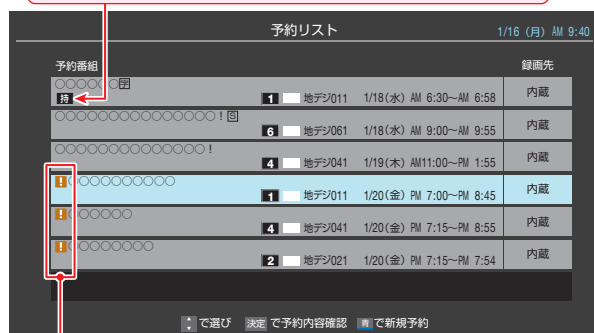 予約リスト 1/16 (月) AM 9:40
予約番組 録画先
○○○○○○字
持 1 地デジ011 1/18(水) AM 6:30〜AM 6:58 内蔵
○○○○○○○○○○○○○○○！S
6 地デジ061 1/18(水) AM 9:00〜AM 9:55 内蔵
○○○○○○○○○○○○○○！
4 地デジ041 1/19(木) AM11:00〜PM 1:55 内蔵
! ○○○○○○○○○○
1 地デジ011 1/20(金) PM 7:00〜PM 8:45 内蔵
! ○○○○○○
4 地デジ041 1/20(金) PM 7:15〜PM 8:55 内蔵
! ○○○○○○○○
2 地デジ021 1/20(金) PM 7:15〜PM 7:54 内蔵
で選び 決定 で予約内容確認 青 で新規予約